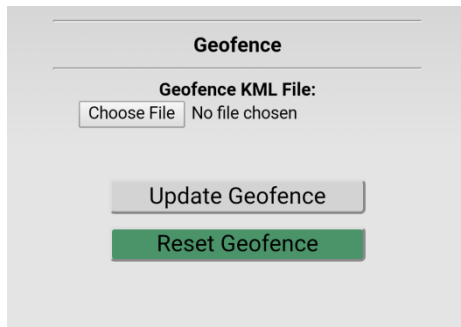 Geofence
Geofence KML File:
Choose File No file chosen
Update Geofence
Reset Geofence